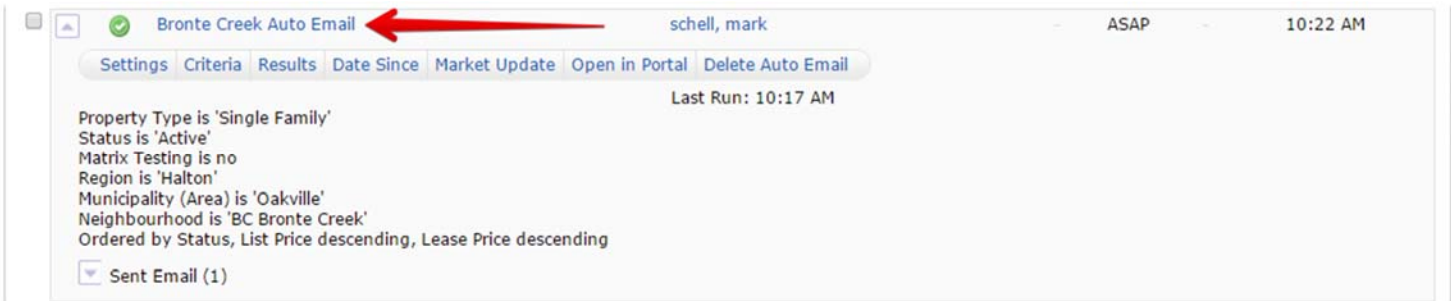 Bronte Creek Auto Email schell, mark - ASAP - 10:22 AM
Settings Criteria Results Date Since Market Update Open in Portal Delete Auto Email
Last Run: 10:17 AM
Property Type is 'Single Family'
Status is 'Active'
Matrix Testing is no
Region is 'Halton'
Municipality (Area) is 'Oakville'
Neighbourhood is 'BC Bronte Creek'
Ordered by Status, List Price descending, Lease Price descending
Sent Email (1)